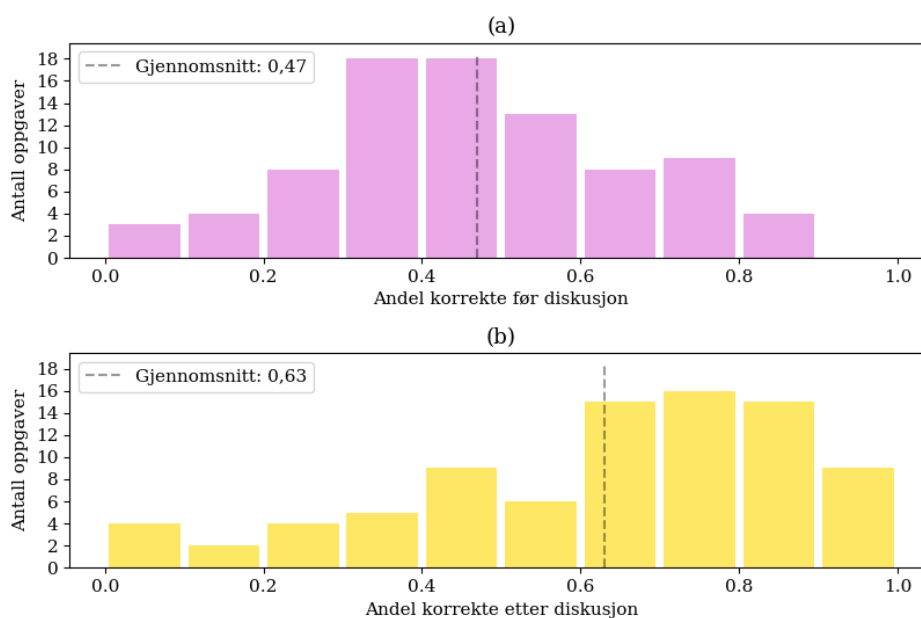 (a)
Gjennomsnitt: 0,47
Antall oppgaver
18
16
14
12
10
8
6
4
2
0
0.0 0.2 0.4 0.6 0.8 1.0
Andel korrekte før diskusjon
(b)
Gjennomsnitt: 0,63
Antall oppgaver
18
16
14
12
10
8
6
4
2
0
0.0 0.2 0.4 0.6 0.8 1.0
Andel korrekte etter diskusjon